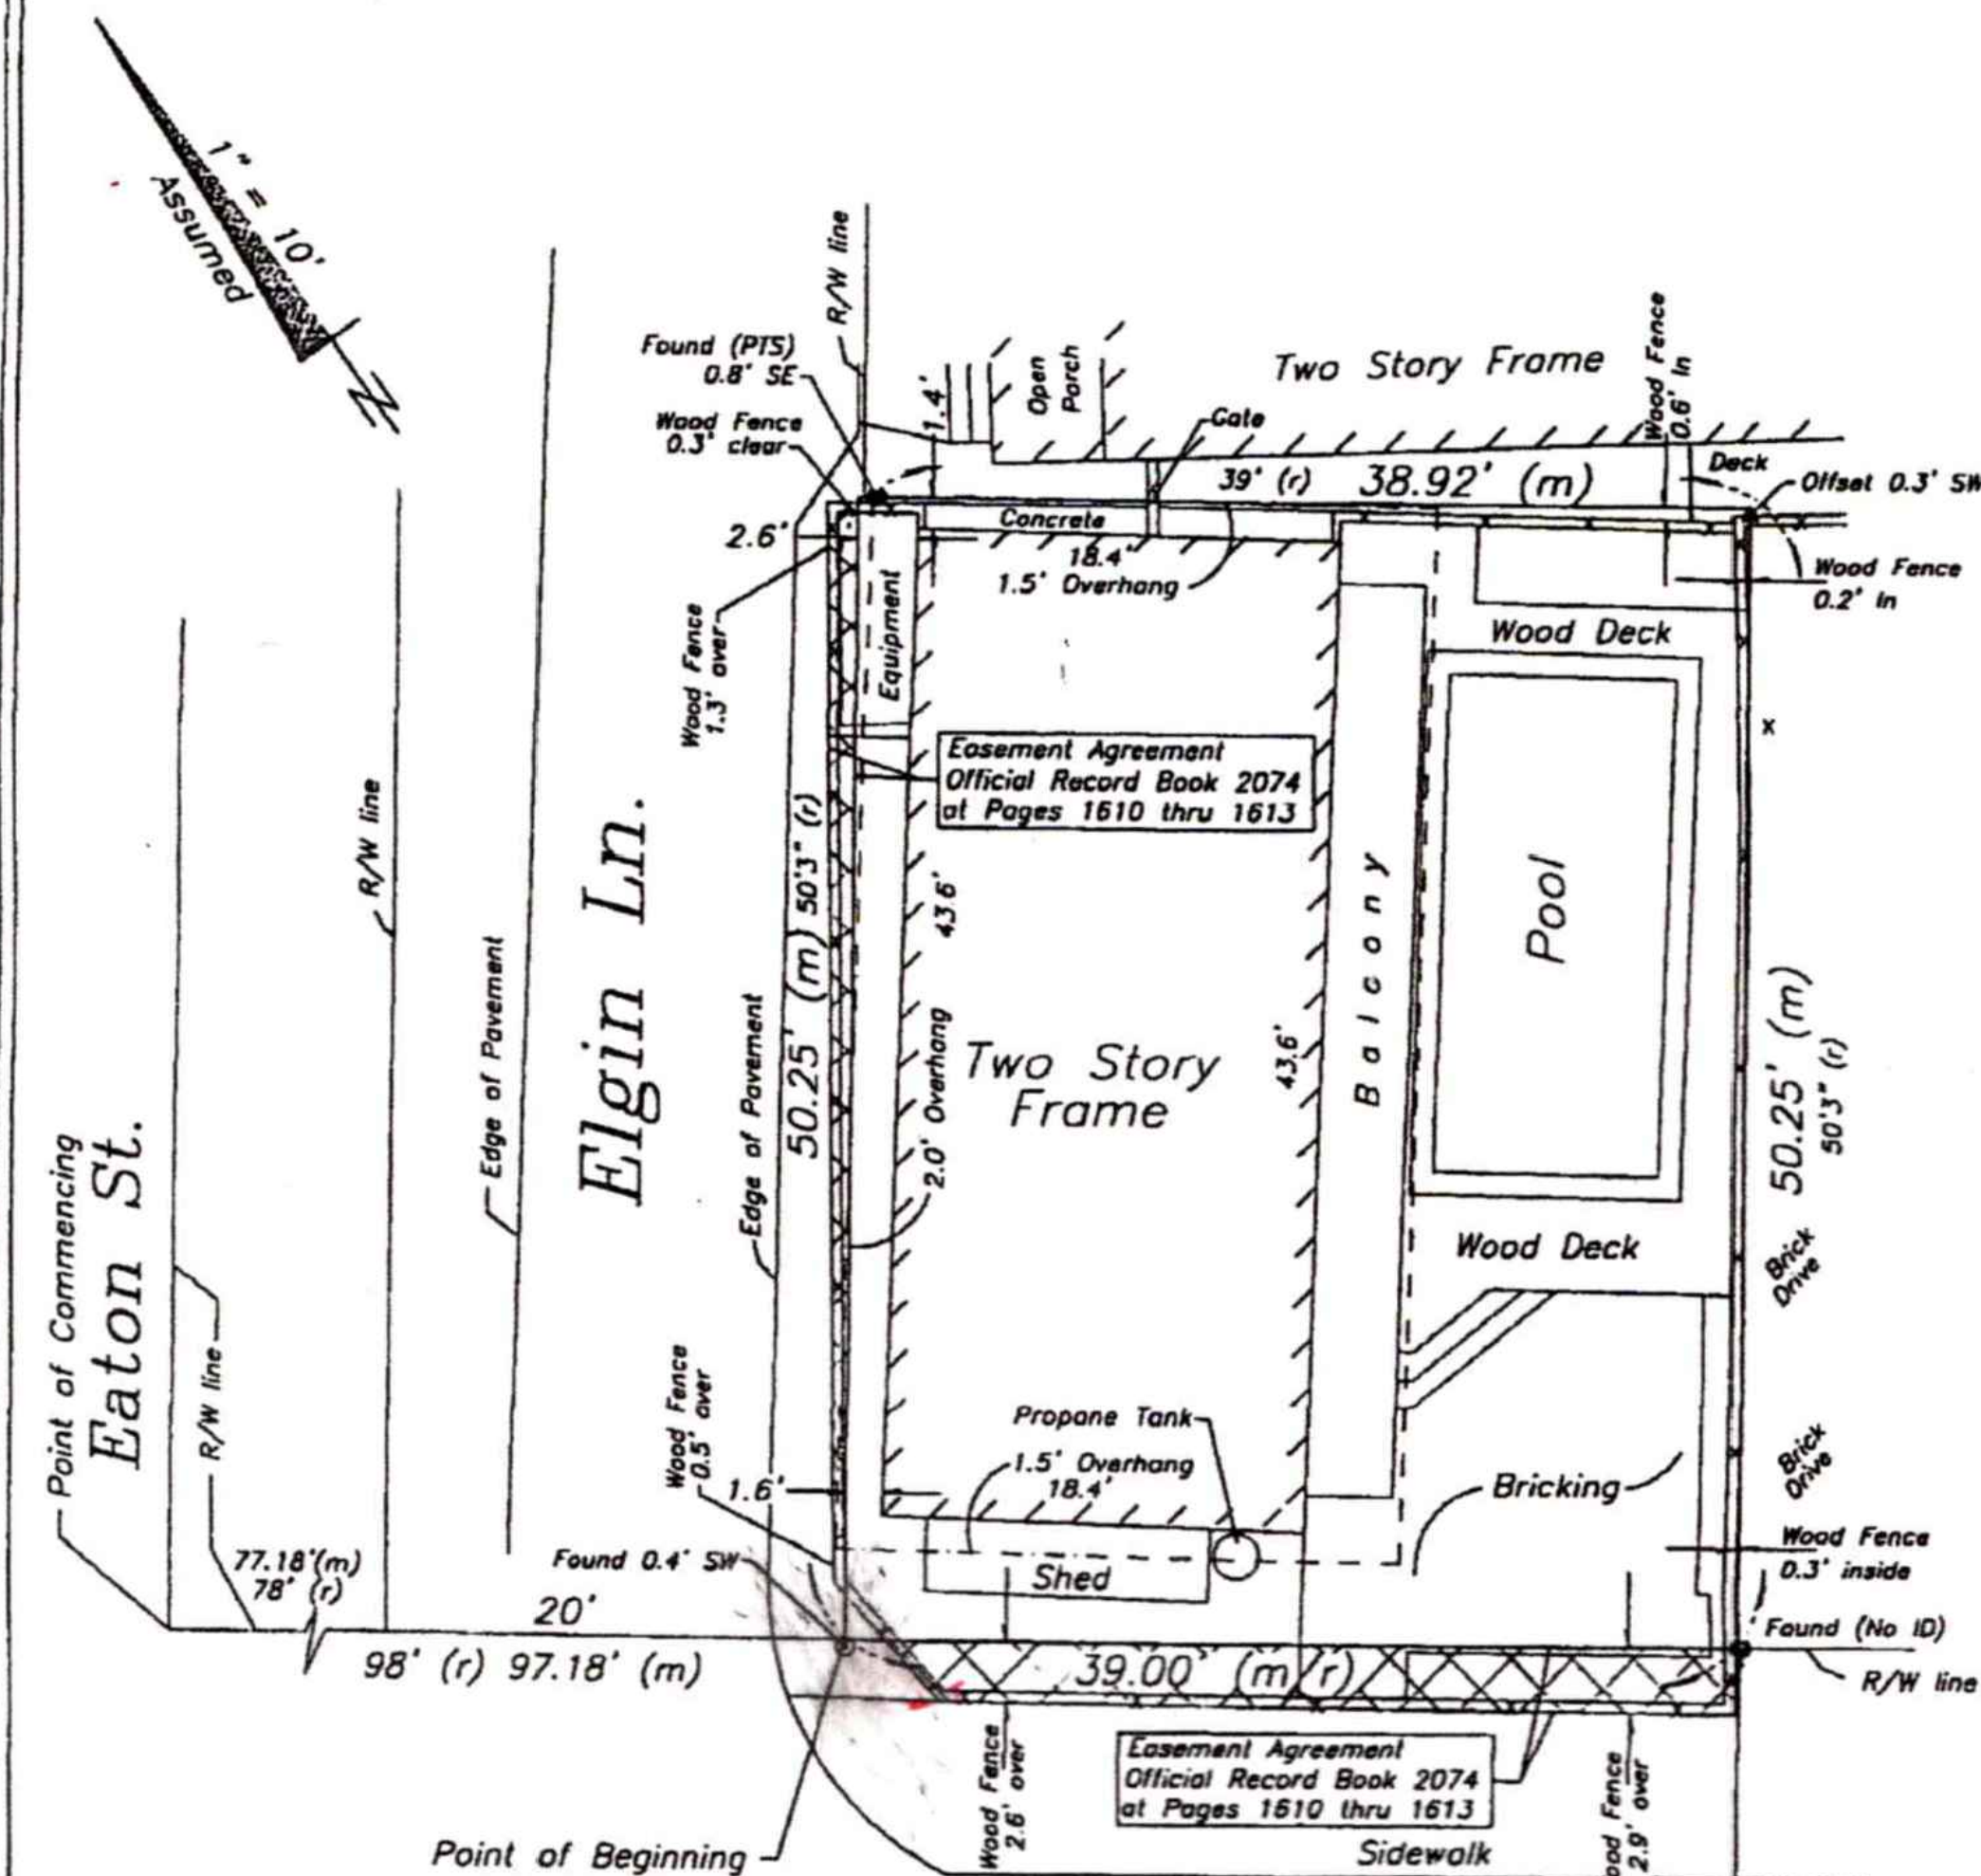 1" = 10'
Assumed
N
R/W line
Found (PTS)
0.8' SE
Wood Fence
0.3' clear
1.4'
Open
Porch
Two Story Frame
Wood Fence
0.6' In
Gate
39' (r) 38.92' (m)
Deck
Offset 0.3' SW
2.6'
Concrete
18.4'
1.5' Overhang
Wood Fence
0.2' In
Equipment
Wood Deck
Wood Fence
1.3' over
x
Easement Agreement
Official Record Book 2074
at Pages 1610 thru 1613
R/W line
Elgin Ln.
50.25' (m) 50'3" (r)
43.6'
Balcony
Pool
Edge of Pavement
Edge of Pavement
2.0' Overhang
Two Story
Frame
43.6'
50.25' (m)
50'3" (r)
Point of Commencing
Eaton St.
R/W line
Wood Deck
Brick
Drive
Wood Fence
0.5' over
Propane Tank
1.5' Overhang
18.4'
1.6'
Bricking
Brick
Drive
Wood Fence
0.3' inside
77.18'(m)
78' (r)
Found 0.4' SW
Shed
20'
Found (No ID)
98' (r) 97.18' (m)
39.00' (m/r)
R/W line
Wood Fence
2.6' over
Easement Agreement
Official Record Book 2074
at Pages 1610 thru 1613
Fence
2.9' over
Point of Beginning
Sidewalk